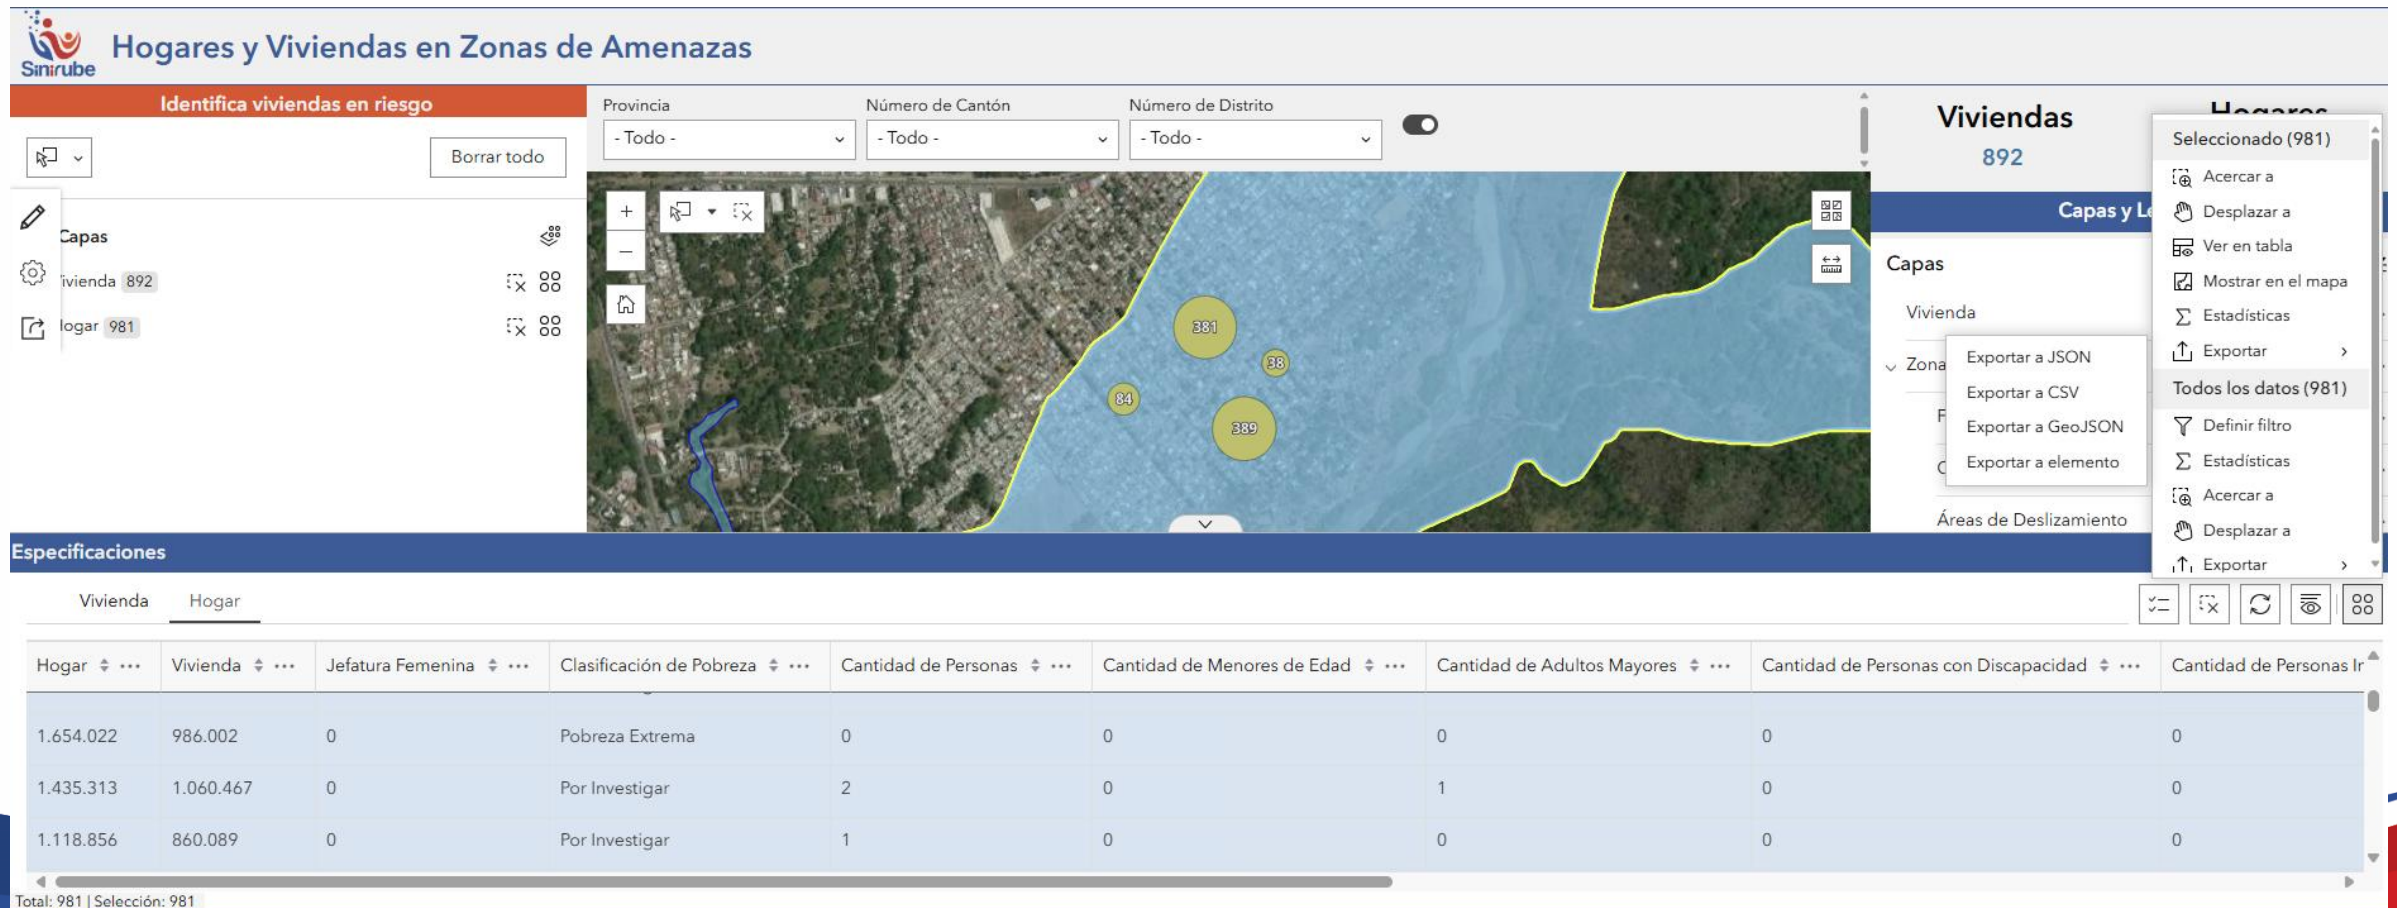 Sinirube
Hogares y Viviendas en Zonas de Amenazas
Identifica viviendas en riesgo
Borrar todo
Capas
ivienda 892
logar 981
Provincia
Número de Cantón
Número de Distrito
- Todo -
- Todo -
- Todo -
381
38
84
389
Viviendas
892
Hogares
Capas y Le
Capas
Vivienda
Zona
F
C
Áreas de Deslizamiento
Exportar a JSON
Exportar a CSV
Exportar a GeoJSON
Exportar a elemento
Seleccionado (981)
Acercar a
Desplazar a
Ver en tabla
Mostrar en el mapa
Estadísticas
Exportar
Todos los datos (981)
Definir filtro
Estadísticas
Acercar a
Desplazar a
Exportar
Especificaciones
Vivienda Hogar
Hogar Vivienda Jefatura Femenina Clasificación de Pobreza Cantidad de Personas Cantidad de Menores de Edad Cantidad de Adultos Mayores Cantidad de Personas con Discapacidad Cantidad de Personas Ir
1.654.022 986.002 0 Pobreza Extrema 0 0 0 0 0
1.435.313 1.060.467 0 Por Investigar 2 0 1 0 0
1.118.856 860.089 0 Por Investigar 1 0 0 0 0
Total: 981 | Selección: 981